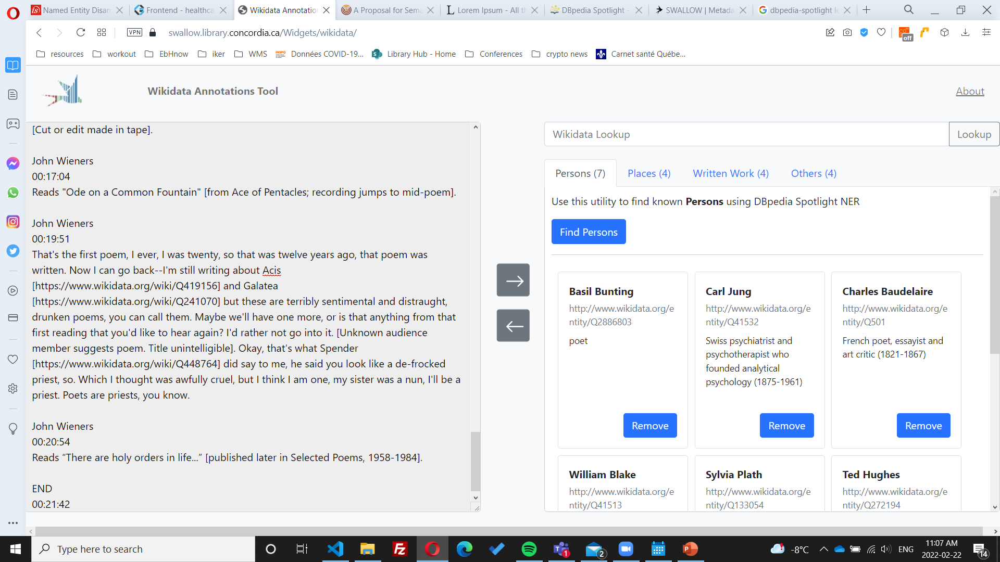 Named Entity Disan
Frontend - healthca
Wikidata Annotatio
A Proposal for Sema
Lorem Ipsum - All th
DBpedia Spotlight -
SWALLOW | Metada
dbpedia-spotlight lo
VPN
swallow.library.concordia.ca/Widgets/wikidata/
off
resources
workout
EbHnow
iker
WMS
INSPQ
Données COVID-19...
Library Hub - Home
Conferences
crypto news
Carnet santé Québe...
Wikidata Annotations Tool
About
[Cut or edit made in tape].
John Wieners
00:17:04
Reads "Ode on a Common Fountain" [from Ace of Pentacles; recording jumps to mid-poem].
John Wieners
00:19:51
That's the first poem, I ever, I was twenty, so that was twelve years ago, that poem was
written. Now I can go back--I'm still writing about Acis
[https://www.wikidata.org/wiki/Q419156] and Galatea
[https://www.wikidata.org/wiki/Q241070] but these are terribly sentimental and distraught,
drunken poems, you can call them. Maybe we'll have one more, or is that anything from that
first reading that you'd like to hear again? I'd rather not go into it. [Unknown audience
member suggests poem. Title unintelligible]. Okay, that's what Spender
[https://www.wikidata.org/wiki/Q448764] did say to me, he said you look like a de-frocked
priest, so. Which I thought was awfully cruel, but I think I am one, my sister was a nun, I'll be a
priest. Poets are priests, you know.
John Wieners
00:20:54
Reads “There are holy orders in life...” [published later in Selected Poems, 1958-1984].
END
00:21:42
Wikidata Lookup
Lookup
Persons (7)
Places (4)
Written Work (4)
Others (4)
Use this utility to find known Persons using DBpedia Spotlight NER
Find Persons
Basil Bunting
http://www.wikidata.org/e
ntity/Q2886803
poet
Remove
Carl Jung
http://www.wikidata.org/e
ntity/Q41532
Swiss psychiatrist and
psychotherapist who
founded analytical
psychology (1875-1961)
Remove
Charles Baudelaire
http://www.wikidata.org/e
ntity/Q501
French poet, essayist and
art critic (1821-1867)
Remove
William Blake
http://www.wikidata.org/e
ntity/Q41513
Sylvia Plath
http://www.wikidata.org/e
ntity/Q133054
Ted Hughes
http://www.wikidata.org/e
ntity/Q272194
Type here to search
1
2
-8°C
ENG
11:07 AM
2022-02-22
14